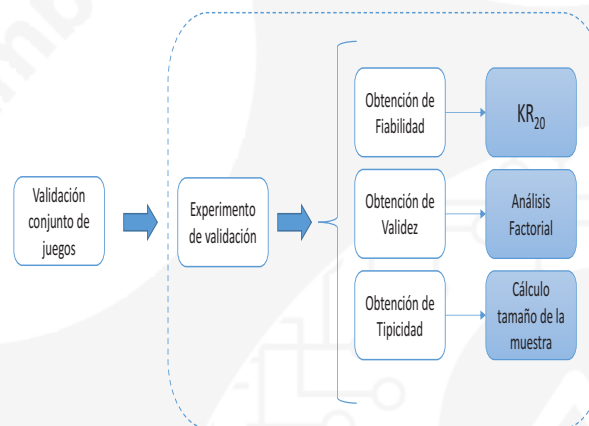 Validación
conjunto de
juegos
Experimento
de validación
Obtención de
Fiabilidad
KR20
Obtención de
Validez
Análisis
Factorial
Obtención de
Tipicidad
Cálculo
tamaño de la
muestra